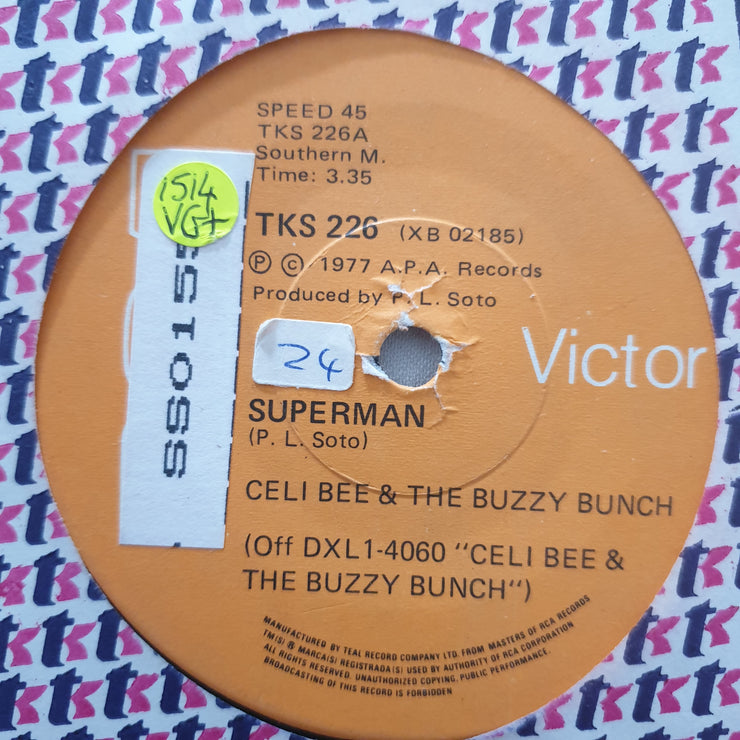 SPEED 45
TKS 226A
Southern M.
Time: 3.35
TKS 226 (XB 02185)
Ⓟ © 1977 A.P.A. Records
Produced by P. L. Soto
i514
VG+
SS0155
24
Victor
SUPERMAN
(P. L. Soto)
CELI BEE & THE BUZZY BUNCH
(Off DXL1-4060 "CELI BEE &
THE BUZZY BUNCH")
MANUFACTURED BY TEAL RECORD COMPANY LTD. FROM MASTERS OF RCA RECORDS
TM(S) ® MARCA(S) REGISTRADA(S) USED BY AUTHORITY OF RCA CORPORATION
ALL RIGHTS RESERVED. UNAUTHORIZED COPYING, PUBLIC PERFORMANCE,
BROADCASTING OF THIS RECORD IS FORBIDDEN